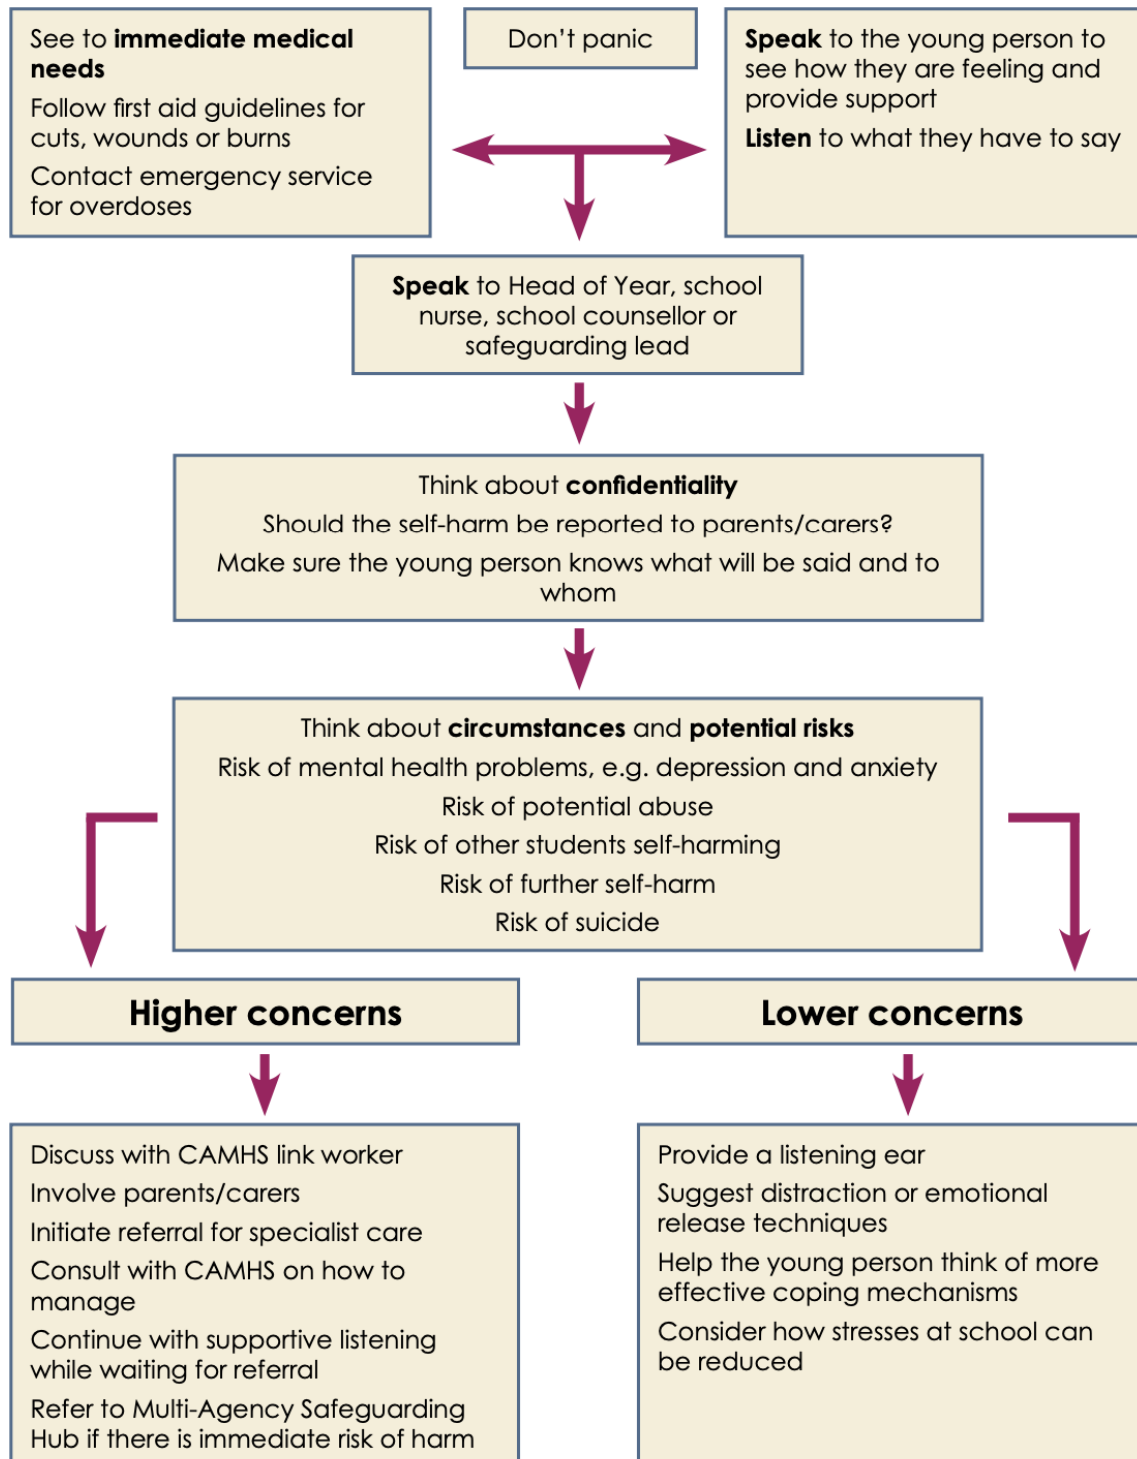 See to immediate medical
needs
Follow first aid guidelines for
cuts, wounds or burns
Contact emergency service
for overdoses
Don’t panic
Speak to the young person to
see how they are feeling and
provide support
Listen to what they have to say
Speak to Head of Year, school
nurse, school counsellor or
safeguarding lead
Think about confidentiality
Should the self-harm be reported to parents/carers?
Make sure the young person knows what will be said and to
whom
Think about circumstances and potential risks
Risk of mental health problems, e.g. depression and anxiety
Risk of potential abuse
Risk of other students self-harming
Risk of further self-harm
Risk of suicide
Higher concerns
Discuss with CAMHS link worker
Involve parents/carers
Initiate referral for specialist care
Consult with CAMHS on how to
manage
Continue with supportive listening
while waiting for referral
Refer to Multi-Agency Safeguarding
Hub if there is immediate risk of harm
Lower concerns
Provide a listening ear
Suggest distraction or emotional
release techniques
Help the young person think of more
effective coping mechanisms
Consider how stresses at school can
be reduced